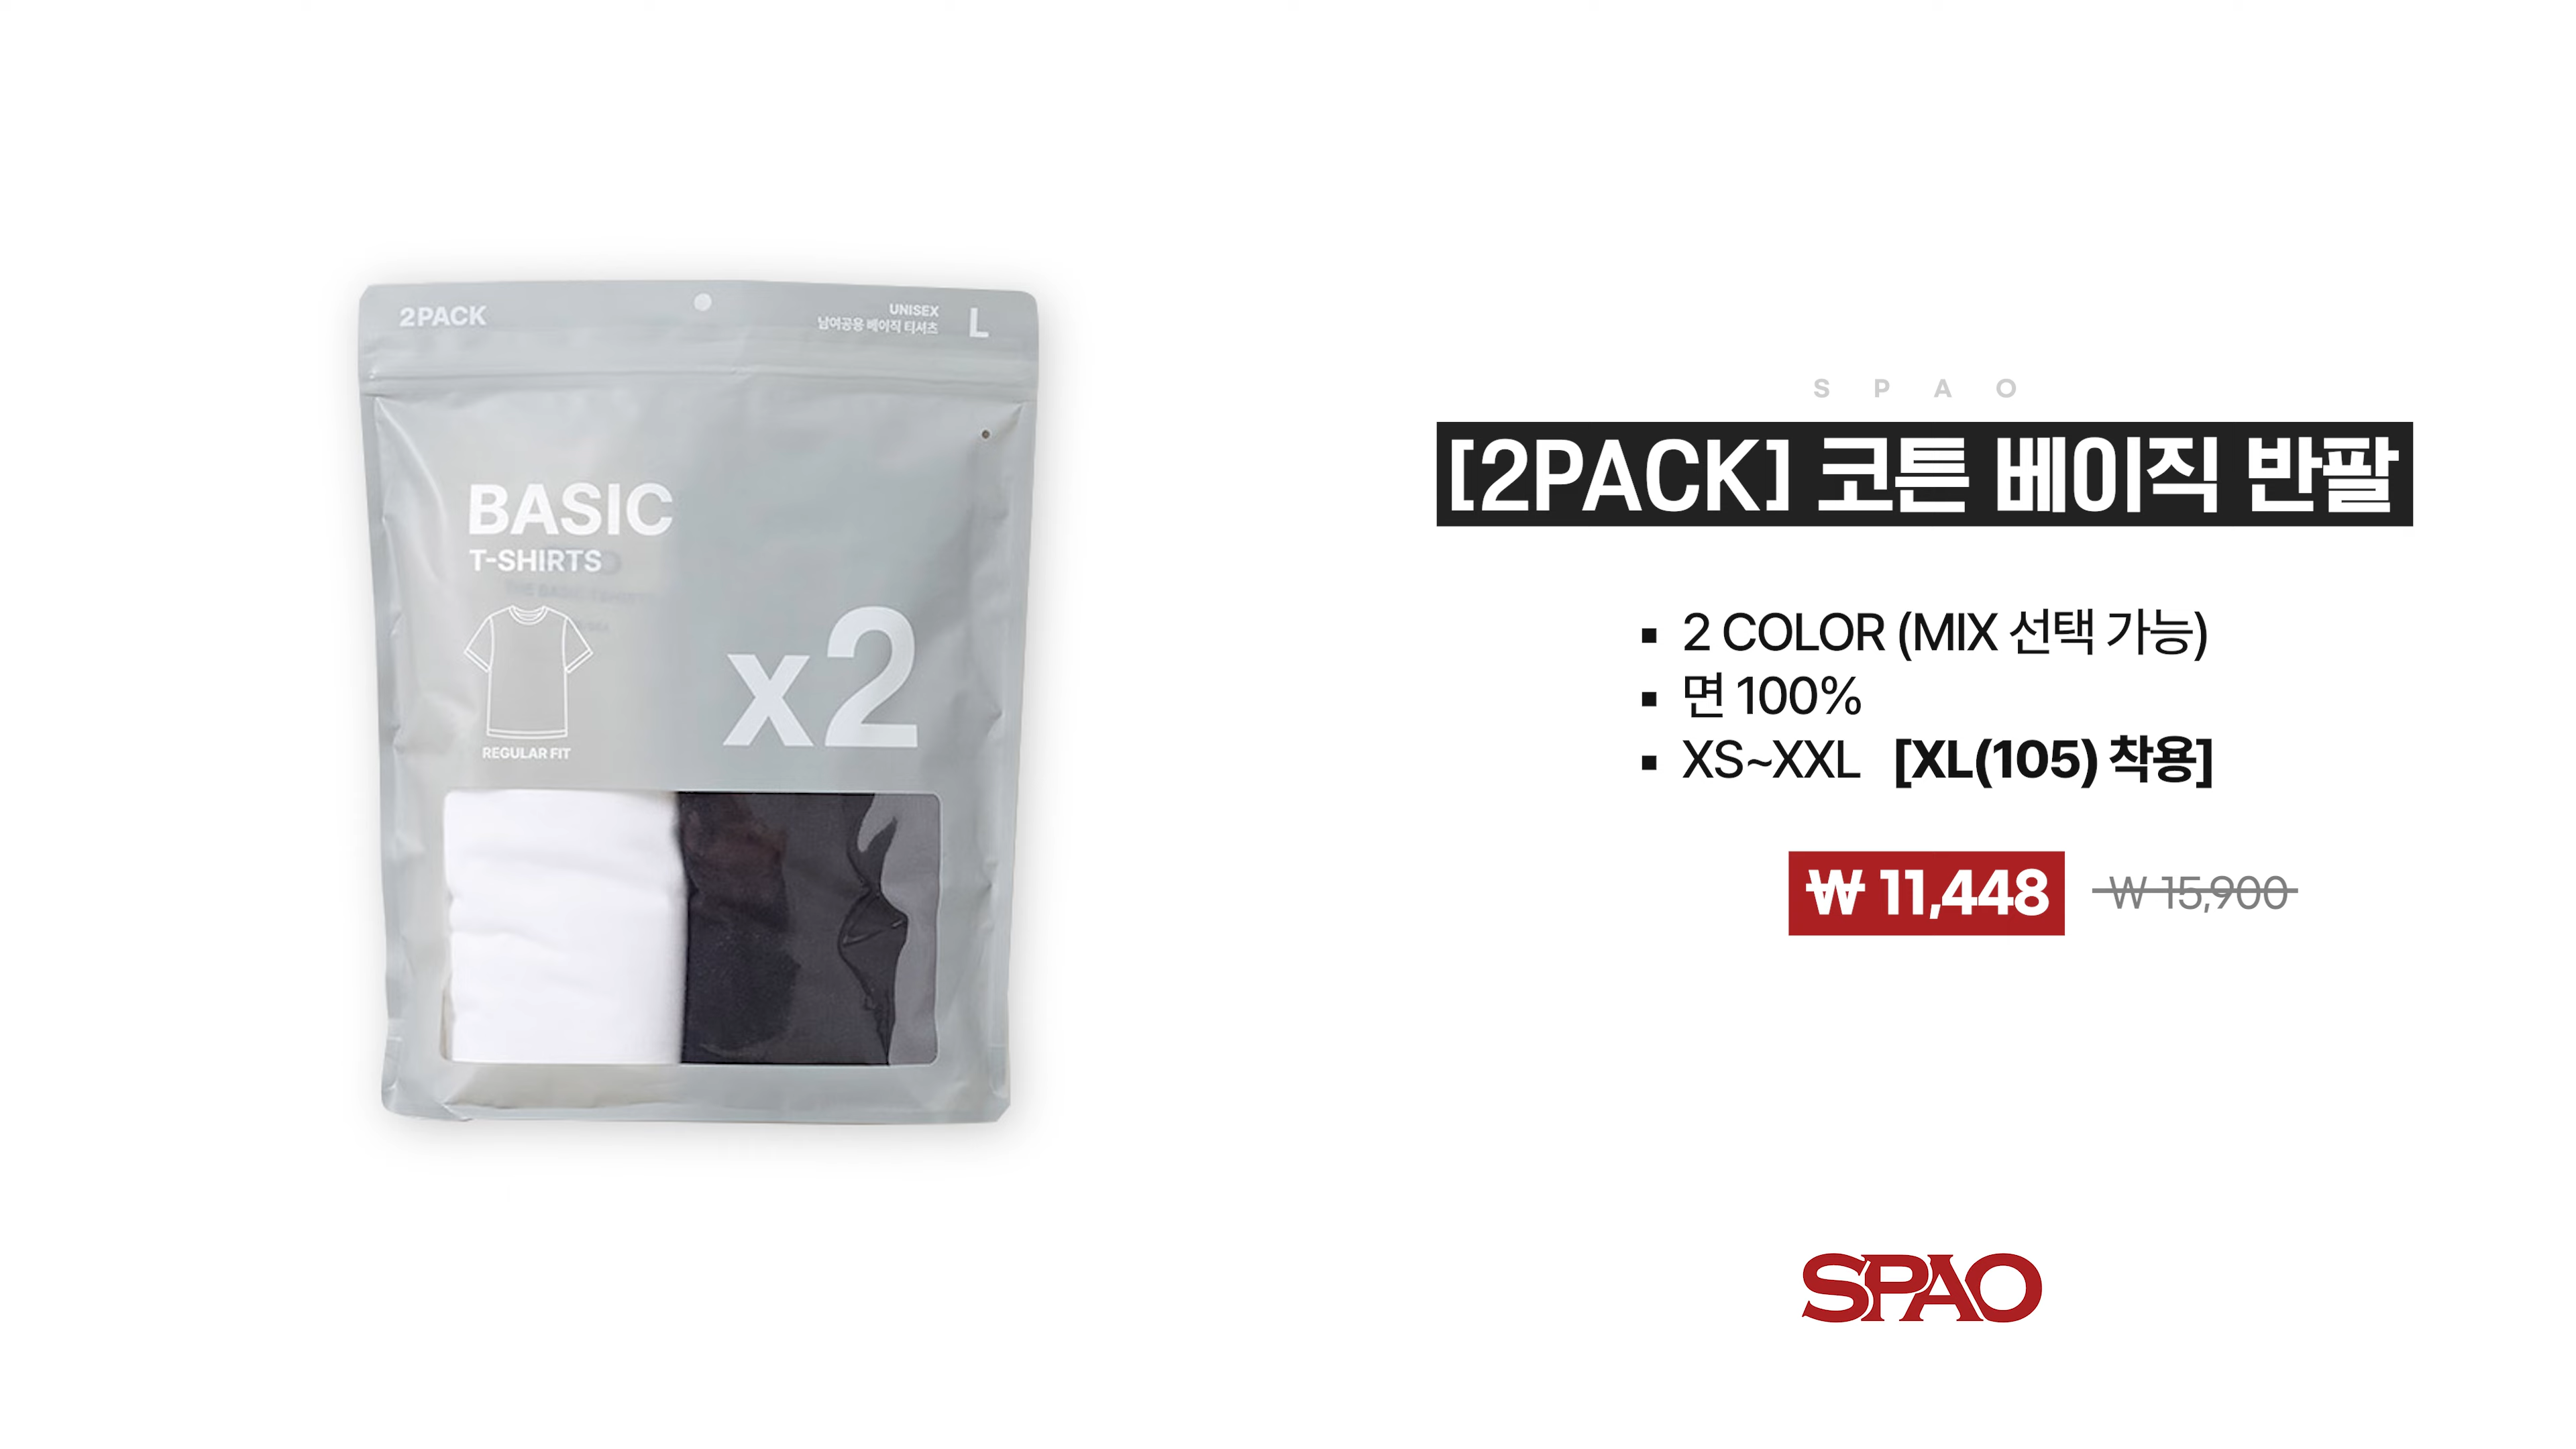 2PACK
UNISEX
남여공용 베이직 티셔츠
L
BASIC
T-SHIRTS
x2
REGULAR FIT
SPAO
[2PACK] 코튼 베이직 반팔
▪ 2 COLOR (MIX 선택 가능)
▪ 면 100%
▪ XS~XXL [XL(105) 착용]
₩ 11,448 ₩ 15,900
SPAO